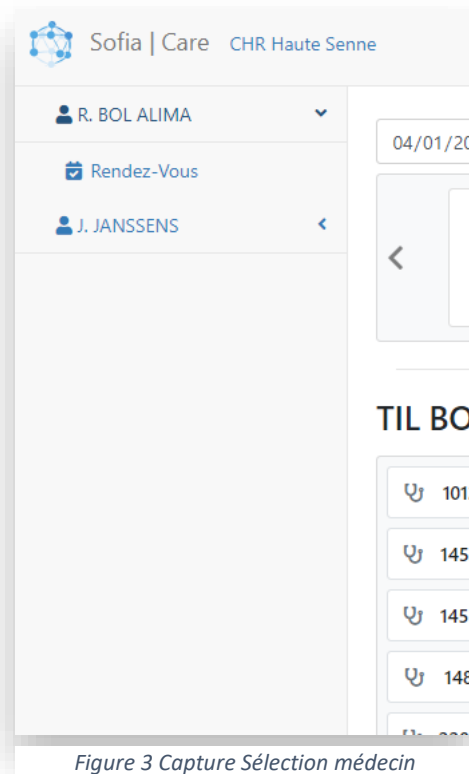 Sofia | Care CHR Haute Senne
R. BOL ALIMA
Rendez-Vous
J. JANSSENS
04/01/20
TIL BO
101
145
145
148
Figure 3 Capture Sélection médecin